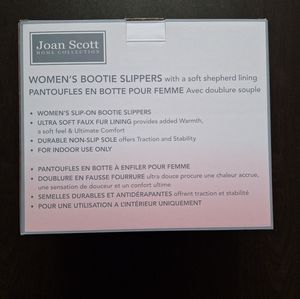 Joan Scott
HOME COLLECTION
WOMEN'S BOOTIE SLIPPERS with a soft shepherd lining
PANTOUFLES EN BOTTE POUR FEMME Avec doublure souple
• WOMEN'S SLIP-ON BOOTIE SLIPPERS
• ULTRA SOFT FAUX FUR LINING provides added Warmth,
a soft feel & Ultimate Comfort
• DURABLE NON-SLIP SOLE offers Traction and Stability
• FOR INDOOR USE ONLY
• PANTOUFLES EN BOTTE À ENFILER POUR FEMME
• DOUBLURE EN FAUSSE FOURRURE ultra douce procure une chaleur accrue,
une sensation de douceur et un confort ultime
• SEMELLES DURABLES ET ANTIDÉRAPANTES offrent traction et stabilité
• POUR UNE UTILISATION A L'INTÉRIEUR UNIQUEMENT